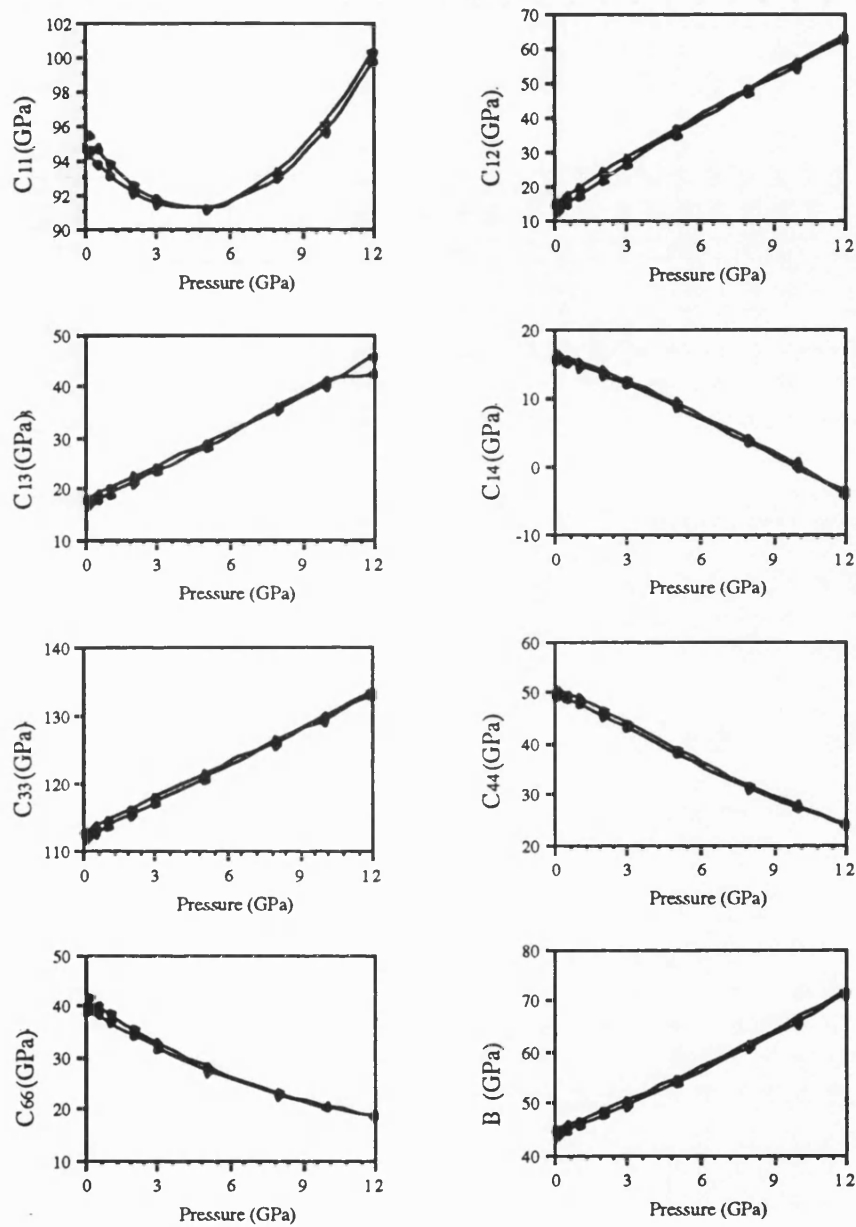 102
100
98
96
94
92
90
C11 (GPa)
0 3 6 9 12
Pressure (GPa)
70
60
50
40
30
20
10
C12 (GPa)
0 3 6 9 12
Pressure (GPa)
50
40
30
20
10
C13 (GPa)
0 3 6 9 12
Pressure (GPa)
20
10
0
-10
C14 (GPa)
0 3 6 9 12
Pressure (GPa)
140
130
120
110
C33 (GPa)
0 3 6 9 12
Pressure (GPa)
60
50
40
30
20
C44 (GPa)
0 3 6 9 12
Pressure (GPa)
50
40
30
20
10
C66 (GPa)
0 3 6 9 12
Pressure (GPa)
80
70
60
50
40
B (GPa)
0 3 6 9 12
Pressure (GPa)